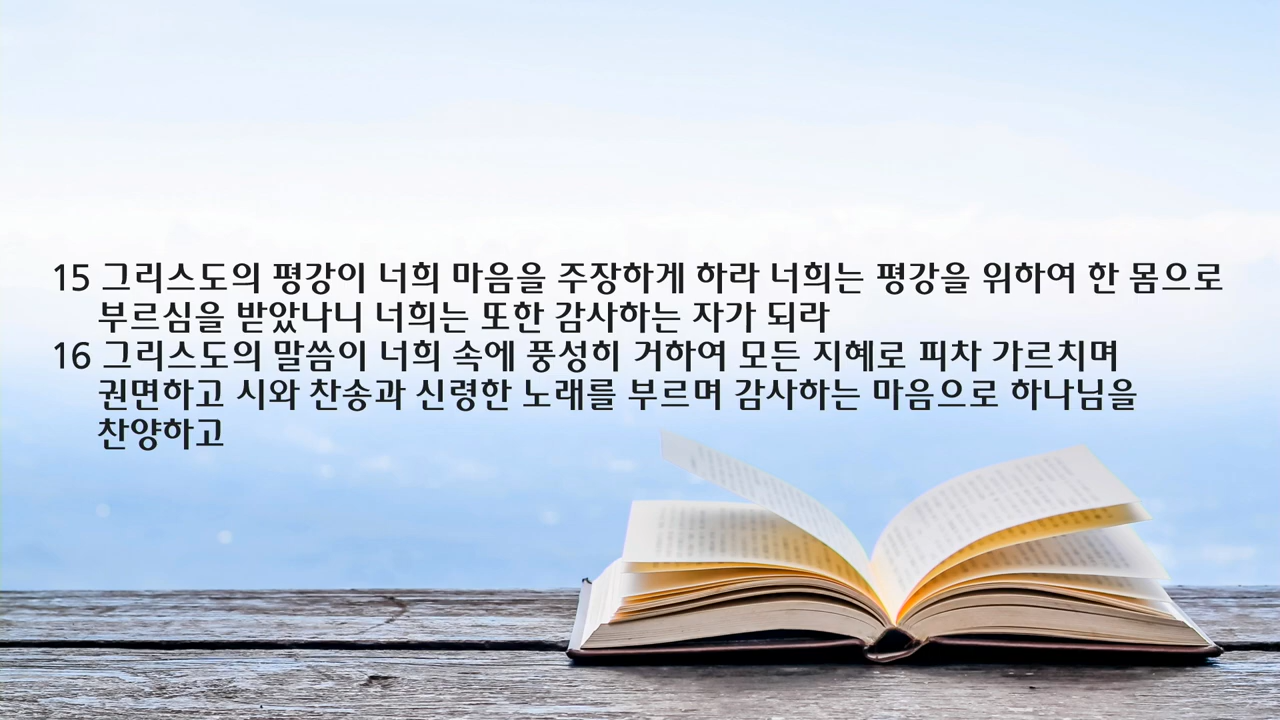 15 그리스도의 평강이 너희 마음을 주장하게 하라 너희는 평강을 위하여 한 몸으로
부르심을 받았나니 너희는 또한 감사하는 자가 되라
16 그리스도의 말씀이 너희 속에 풍성히 거하여 모든 지혜로 피차 가르치며
권면하고 시와 찬송과 신령한 노래를 부르며 감사하는 마음으로 하나님을
찬양하고